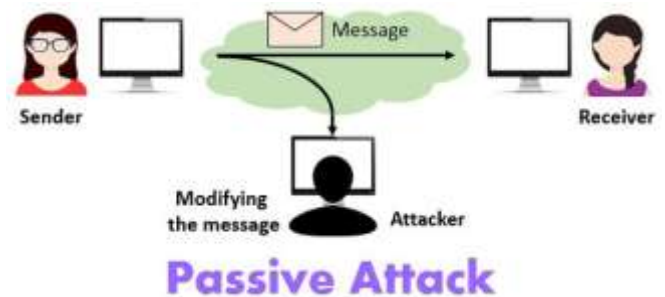 Message
Sender
Receiver
Modifying
the message
Attacker
Passive Attack